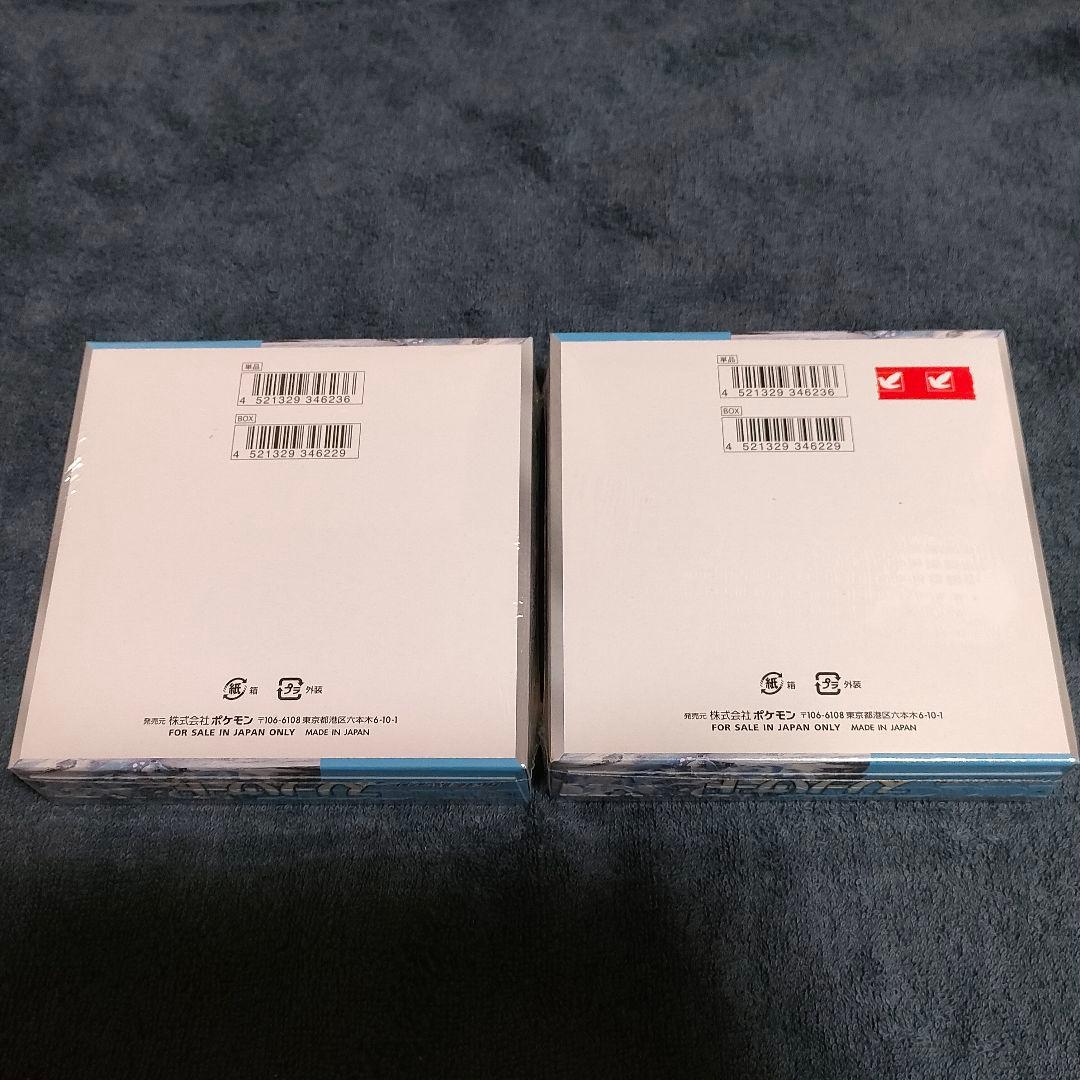 単品
4 521329 346236
BOX
4 521329 346229
紙 箱 プラ 外装
発売元 株式会社ポケモン 〒106-6108 東京都港区六本木6-10-1
FOR SALE IN JAPAN ONLY MADE IN JAPAN
単品
4 521329 346236
BOX
4 521329 346229
紙 箱 プラ 外装
発売元 株式会社ポケモン 〒106-6108 東京都港区六本木6-10-1
FOR SALE IN JAPAN ONLY MADE IN JAPAN